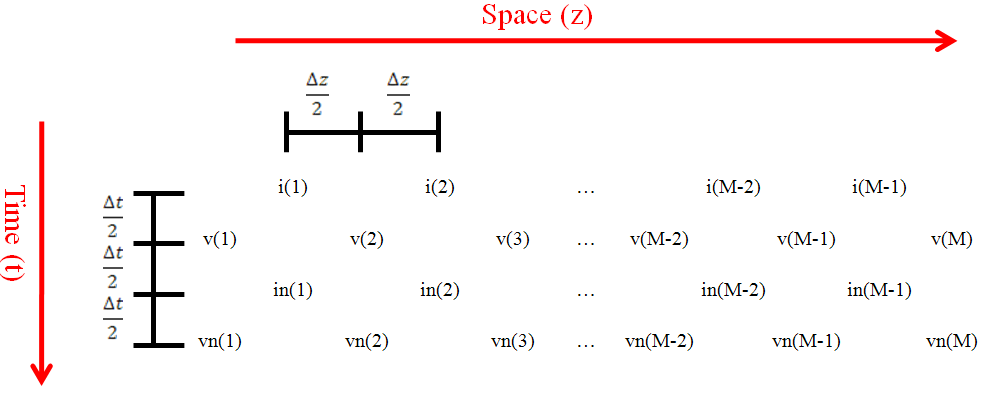 Space (z)
Δz/2 Δz/2
Time (t)
i(1) i(2) … i(M-2) i(M-1)
Δt/2
v(1) v(2) v(3) … v(M-2) v(M-1) v(M)
Δt/2
in(1) in(2) … in(M-2) in(M-1)
Δt/2
vn(1) vn(2) vn(3) … vn(M-2) vn(M-1) vn(M)